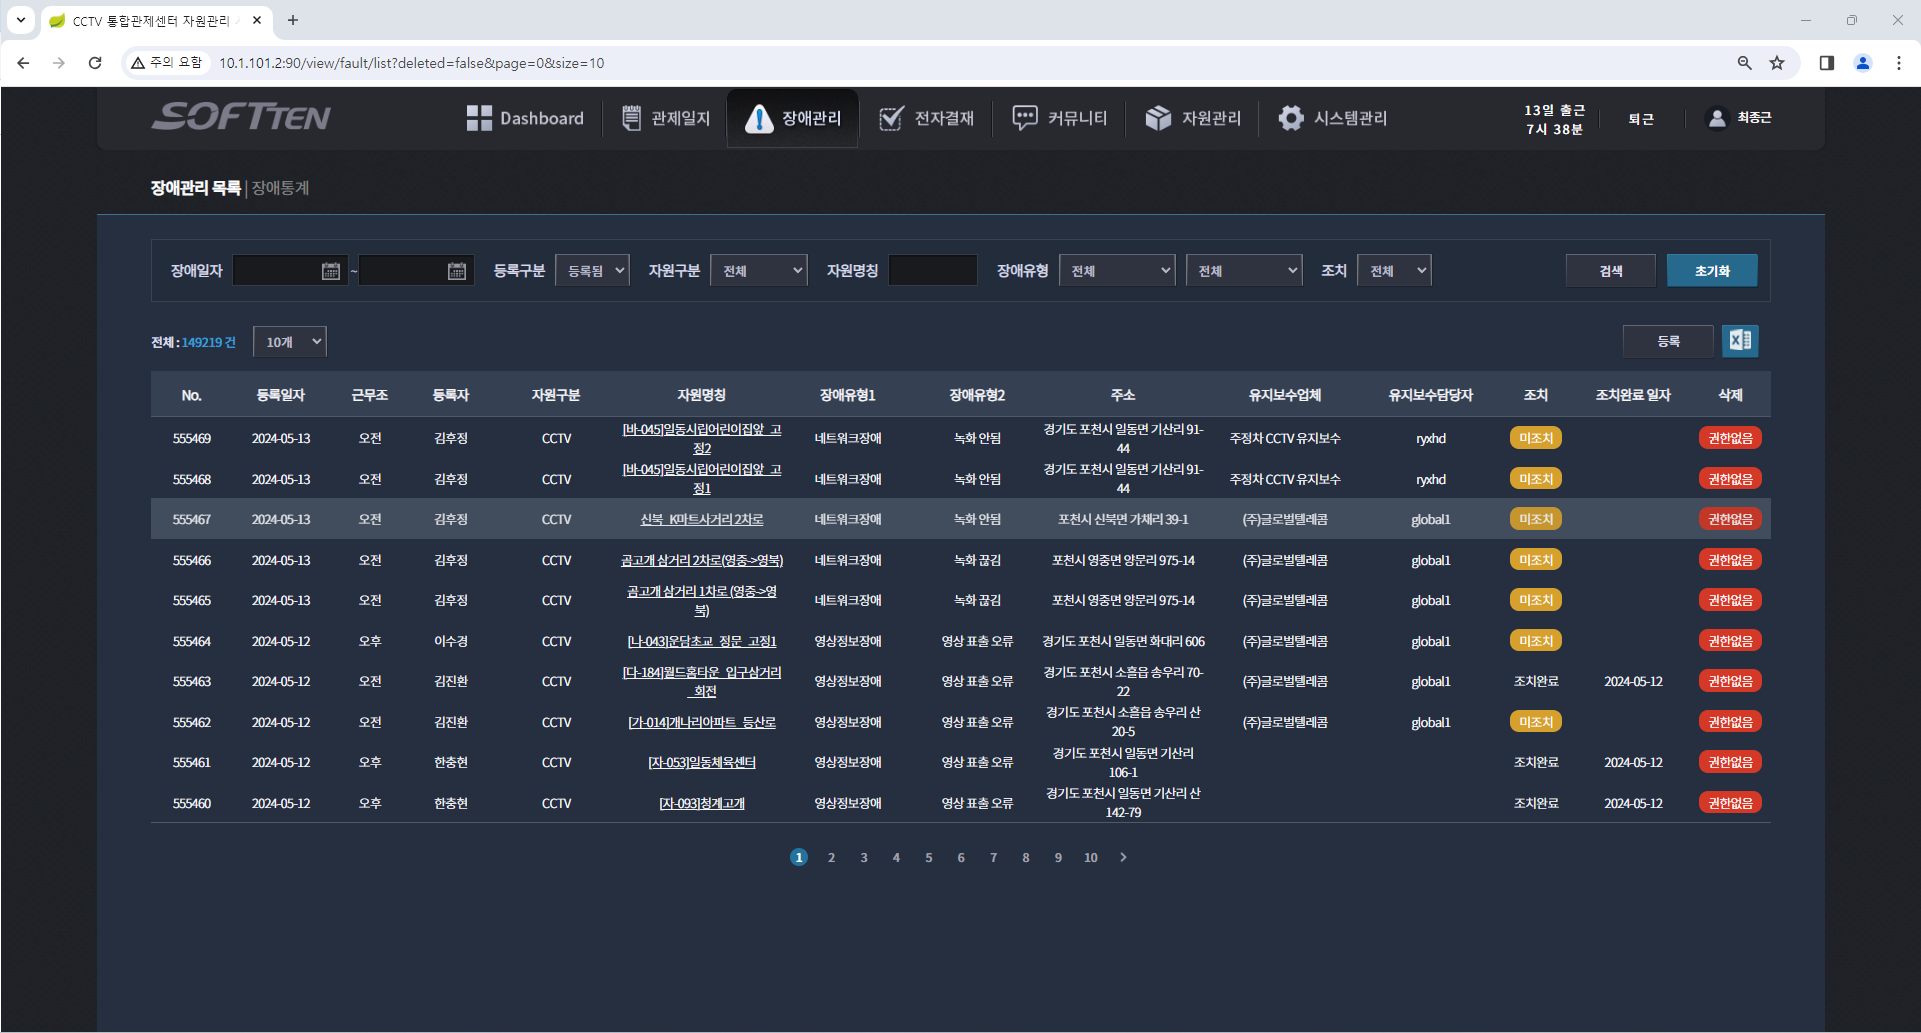 CCTV 통합관제센터 자원관리
주의 요함 10.1.101.2:90/view/fault/list?deleted=false&page=0&size=10
SOFTTEN Dashboard 관제일지 장애관리 전자결재 커뮤니티 자원관리 시스템관리 13일 출근 7시 38분 퇴근 최종근
장애관리 목록 | 장애통계
장애일자 ~ 등록구분 등록됨 자원구분 전체 자원명칭 장애유형 전체 전체 조치 전체 검색 초기화
전체 : 149219 건 10개 등록
No. 등록일자 근무조 등록자 자원구분 자원명칭 장애유형1 장애유형2 주소 유지보수업체 유지보수담당자 조치 조치완료 일자 삭제
555469 2024-05-13 오전 김후정 CCTV [바-045]일동시립어린이집앞_고정2 네트워크장애 녹화 안됨 경기도 포천시 일동면 기산리 91-44 주정차 CCTV 유지보수 ryxhd 미조치 권한없음
555468 2024-05-13 오전 김후정 CCTV [바-045]일동시립어린이집앞_고정1 네트워크장애 녹화 안됨 경기도 포천시 일동면 기산리 91-44 주정차 CCTV 유지보수 ryxhd 미조치 권한없음
555467 2024-05-13 오전 김후정 CCTV 신북_K마트사거리 2차로 네트워크장애 녹화 안됨 포천시 신북면 가채리 39-1 (주)글로벌텔레콤 global1 미조치 권한없음
555466 2024-05-13 오전 김후정 CCTV 곰고개 삼거리 2차로(영중->영북) 네트워크장애 녹화 끊김 포천시 영중면 양문리 975-14 (주)글로벌텔레콤 global1 미조치 권한없음
555465 2024-05-13 오전 김후정 CCTV 곰고개 삼거리 1차로 (영중->영북) 네트워크장애 녹화 끊김 포천시 영중면 양문리 975-14 (주)글로벌텔레콤 global1 미조치 권한없음
555464 2024-05-12 오후 이수경 CCTV [나-043]운담초교_정문_고정1 영상정보장애 영상 표출 오류 경기도 포천시 일동면 화대리 606 (주)글로벌텔레콤 global1 미조치 권한없음
555463 2024-05-12 오전 김진환 CCTV [다-184]월드홈타운_입구삼거리_회전 영상정보장애 영상 표출 오류 경기도 포천시 소흘읍 송우리 70-22 (주)글로벌텔레콤 global1 조치완료 2024-05-12 권한없음
555462 2024-05-12 오전 김진환 CCTV [가-014]개나리아파트_등산로 영상정보장애 영상 표출 오류 경기도 포천시 소흘읍 송우리 산 20-5 (주)글로벌텔레콤 global1 미조치 권한없음
555461 2024-05-12 오후 한충현 CCTV [자-053]일동체육센터 영상정보장애 영상 표출 오류 경기도 포천시 일동면 기산리 106-1 조치완료 2024-05-12 권한없음
555460 2024-05-12 오후 한충현 CCTV [자-093]청계고개 영상정보장애 영상 표출 오류 경기도 포천시 일동면 기산리 산 142-79 조치완료 2024-05-12 권한없음
1 2 3 4 5 6 7 8 9 10